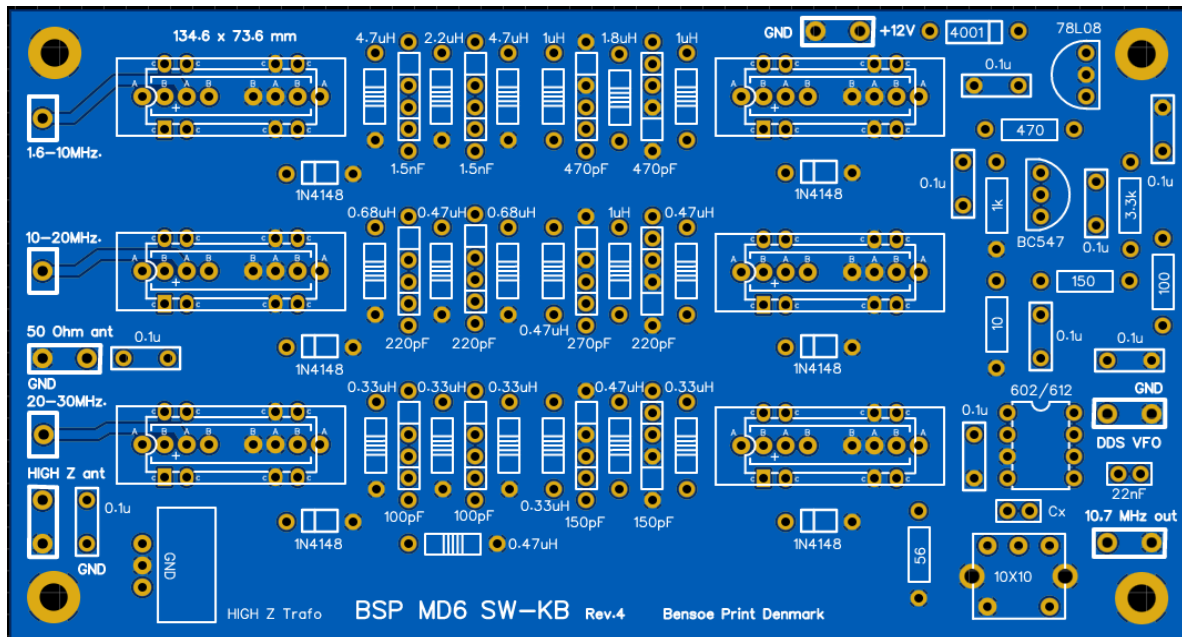 134.6 x 73.6 mm
4.7uH 2.2uH 4.7uH 1uH 1.8uH 1uH
GND +12V 4001 78L08
0.1u
C C C C C C C C
A B A B B A B A A B A B B A B A
+ +
C C C C C C C C
1.6-10MHz.
470
1.5nF 1.5nF 470pF 470pF
1N4148 1N4148
0.1u 0.1u
1k 3.3k
BC547 0.1u
0.68uH 0.47uH 0.68uH 1uH 0.47uH
10-20MHz.
C C C C C C C C
A B A B B A B A A B A B B A B A
+ +
C C C C C C C C
150 100
0.47uH
220pF 220pF 270pF 220pF
10 0.1u
50 Ohm ant 0.1u
GND
1N4148 1N4148
0.1u
GND
0.33uH 0.33uH 0.33uH 0.47uH 0.33uH
602/612
20-30MHz.
C C C C C C C C
A B A B B A B A A B A B B A B A
+ +
C C C C C C C C
0.1u
DDS VFO
HIGH Z ant
0.1u
22nF
0.33uH
100pF 100pF 150pF 150pF
Cx
10.7 MHz out
1N4148 0.47uH 1N4148
GND GND
56 10X10
HIGH Z Trafo BSP MD6 SW-KB Rev.4 Bensoe Print Denmark